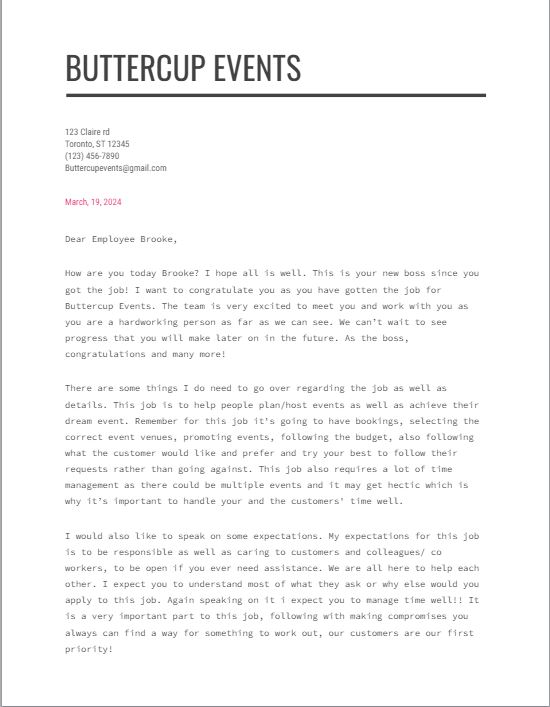 BUTTERCUP EVENTS
123 Claire rd
Toronto, ST 12345
(123) 456-7890
Buttercupevents@gmail.com
March, 19, 2024
Dear Employee Brooke,
How are you today Brooke? I hope all is well. This is your new boss since you
got the job! I want to congratulate you as you have gotten the job for
Buttercup Events. The team is very excited to meet you and work with you as
you are a hardworking person as far as we can see. We can’t wait to see
progress that you will make later on in the future. As the boss,
congratulations and many more!
There are some things I do need to go over regarding the job as well as
details. This job is to help people plan/host events as well as achieve their
dream event. Remember for this job it’s going to have bookings, selecting the
correct event venues, promoting events, following the budget, also following
what the customer would like and prefer and try your best to follow their
requests rather than going against. This job also requires a lot of time
management as there could be multiple events and it may get hectic which is
why it’s important to handle your and the customers’ time well.
I would also like to speak on some expectations. My expectations for this job
is to be responsible as well as caring to customers and colleagues/ co
workers, to be open if you ever need assistance. We are all here to help each
other. I expect you to understand most of what they ask or why else would you
apply to this job. Again speaking on it i expect you to manage time well!! It
is a very important part to this job, following with making compromises you
always can find a way for something to work out, our customers are our first
priority!